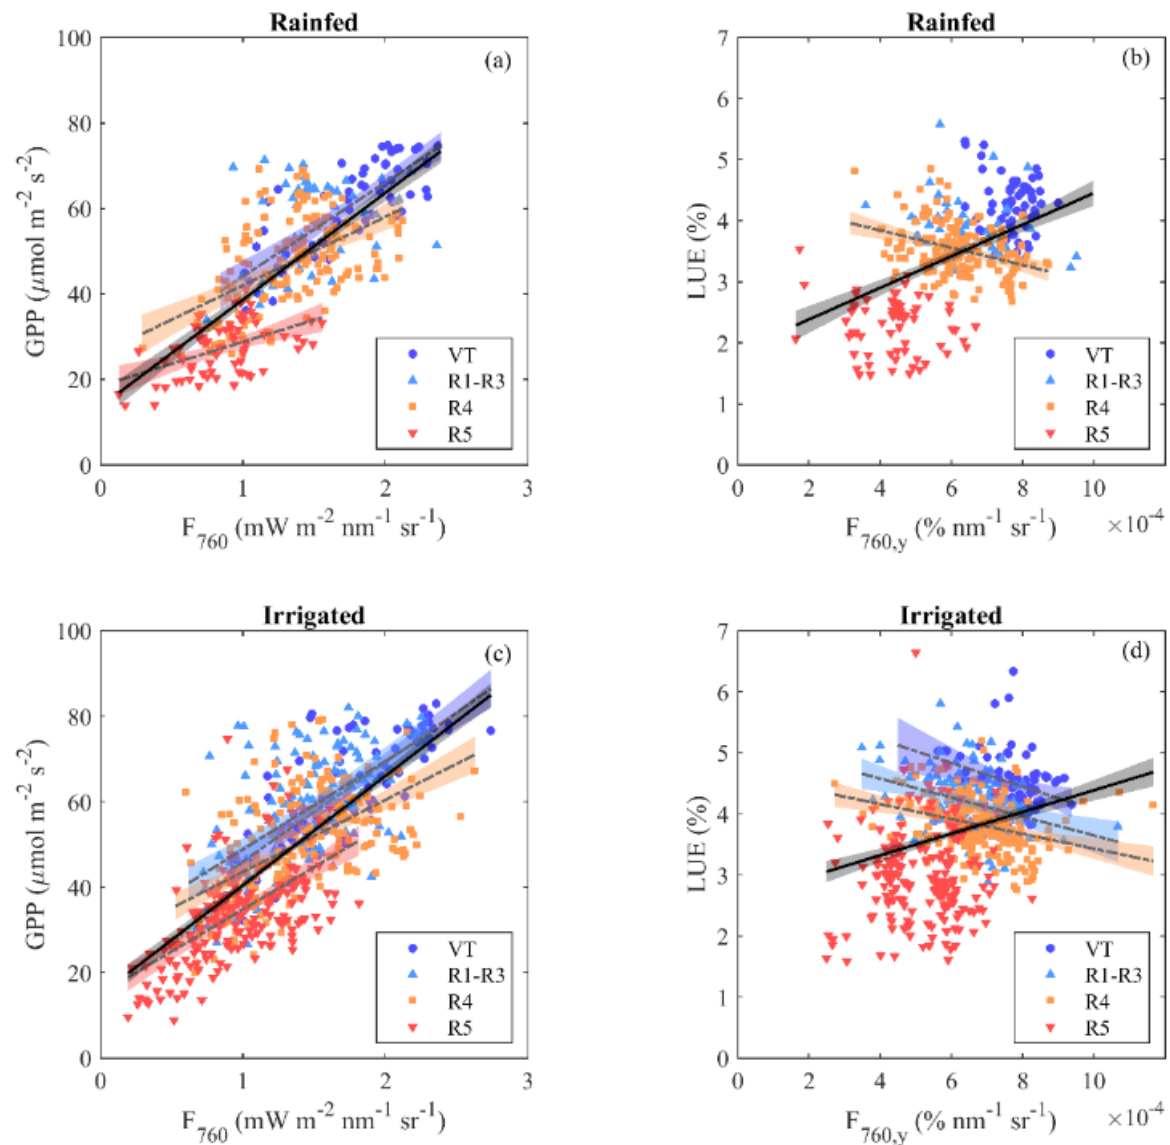 Rainfed
(a)
100
80
60
40
20
0
GPP (μmol m⁻² s⁻²)
VT
R1-R3
R4
R5
0 1 2 3
F₇₆₀ (mW m⁻² nm⁻¹ sr⁻¹)
Rainfed
(b)
7
6
5
4
3
2
1
0
LUE (%)
VT
R1-R3
R4
R5
0 2 4 6 8 10
F₇₆₀,y (% nm⁻¹ sr⁻¹) ×10⁻⁴
Irrigated
(c)
100
80
60
40
20
0
GPP (μmol m⁻² s⁻²)
VT
R1-R3
R4
R5
0 1 2 3
F₇₆₀ (mW m⁻² nm⁻¹ sr⁻¹)
Irrigated
(d)
7
6
5
4
3
2
1
0
LUE (%)
VT
R1-R3
R4
R5
0 2 4 6 8 10
F₇₆₀,y (% nm⁻¹ sr⁻¹) ×10⁻⁴